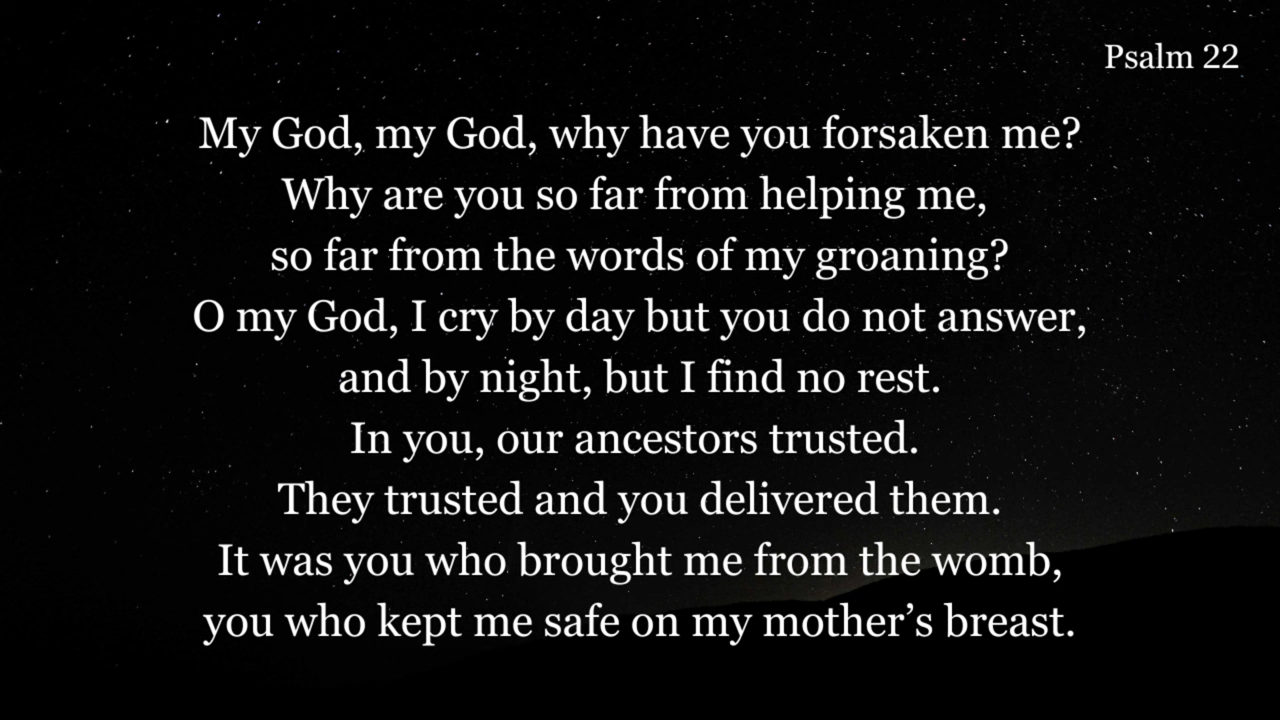 Psalm 22
My God, my God, why have you forsaken me?
Why are you so far from helping me,
so far from the words of my groaning?
O my God, I cry by day but you do not answer,
and by night, but I find no rest.
In you, our ancestors trusted.
They trusted and you delivered them.
It was you who brought me from the womb,
you who kept me safe on my mother’s breast.